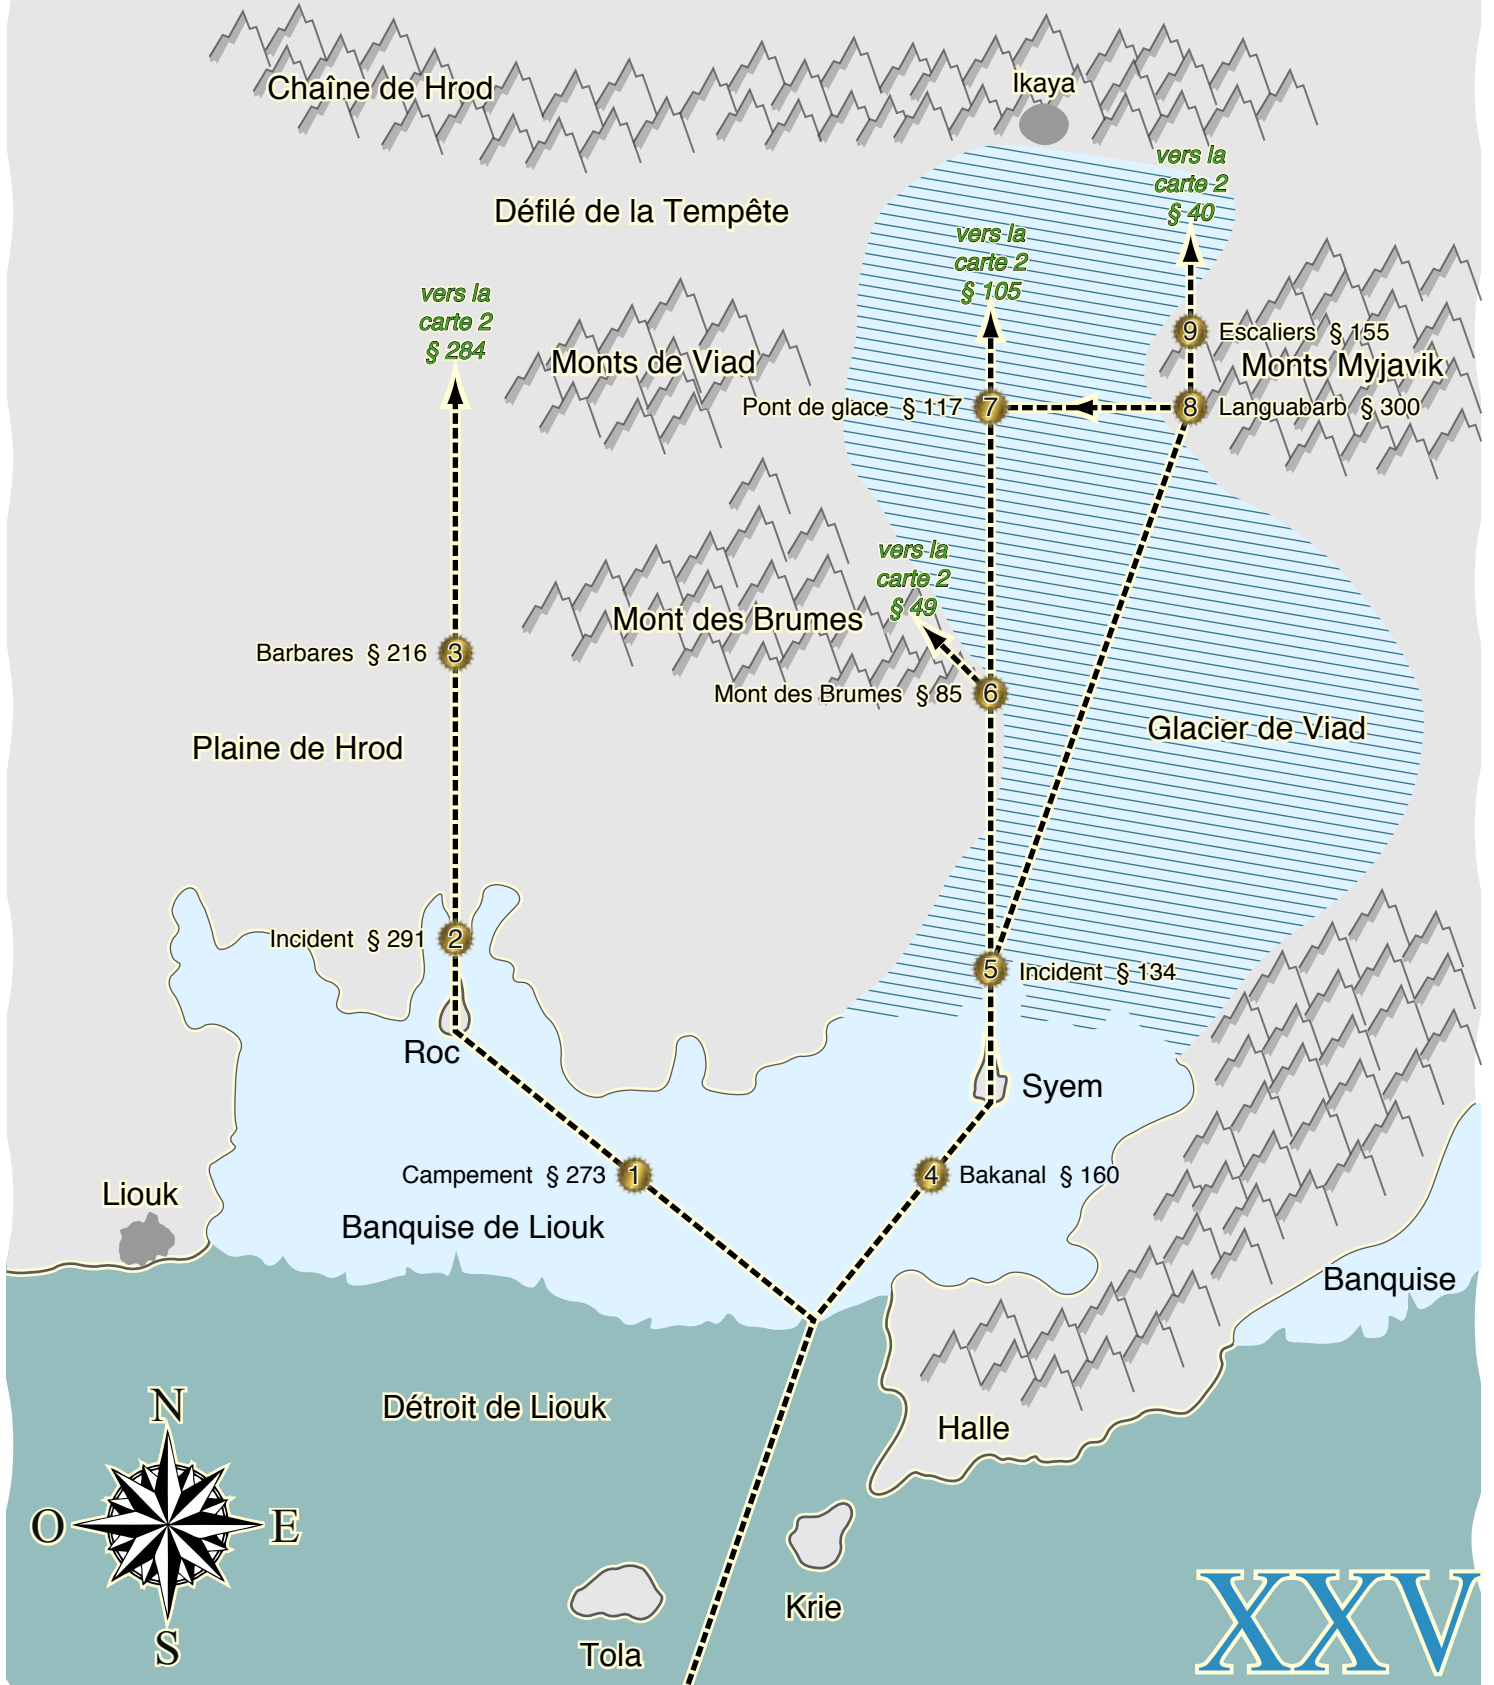 Chaîne de Hrod
Ikaya
vers la
carte 2
§ 40
Défilé de la Tempête
vers la
carte 2
§ 105
vers la
carte 2
§ 284
9
Escaliers § 155
Monts de Viad
Monts Myjavik
Pont de glace § 117
7
8
Languabarb § 300
vers la
carte 2
§ 49
Mont des Brumes
Barbares § 216
3
Mont des Brumes § 85
6
Glacier de Viad
Plaine de Hrod
Incident § 291
2
5
Incident § 134
Roc
Syem
Campement § 273
1
4
Bakanal § 160
Liouk
Banquise de Liouk
Banquise
Détroit de Liouk
N
Halle
O
E
S
Krie
Tola
XXV